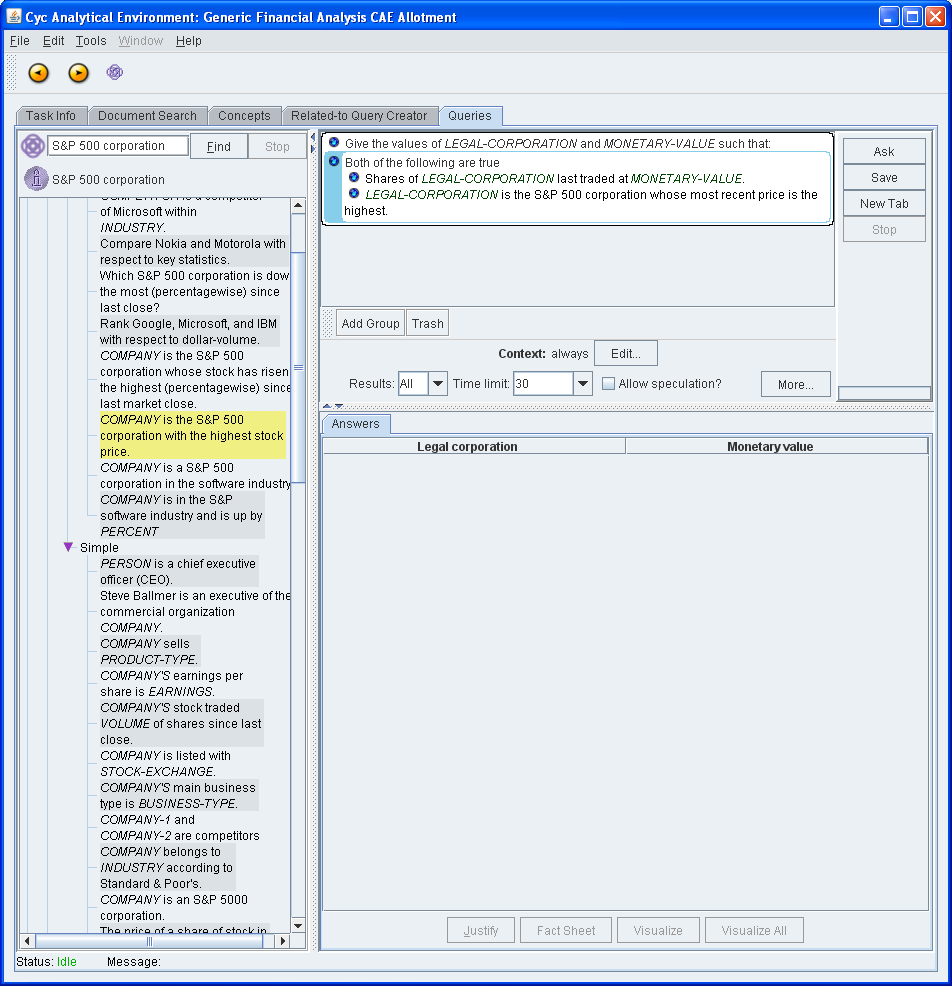 Cyc Analytical Environment: Generic Financial Analysis CAE Allotment
File Edit Tools Window Help
Task Info Document Search Concepts Related-to Query Creator Queries
S&P 500 corporation Find Stop
S&P 500 corporation
of Microsoft within
INDUSTRY.
Compare Nokia and Motorola with
respect to key statistics.
Which S&P 500 corporation is dow
the most (percentagewise) since
last close?
Rank Google, Microsoft, and IBM
with respect to dollar-volume.
COMPANY is the S&P 500
corporation whose stock has risen
the highest (percentagewise) since
last market close.
COMPANY is the S&P 500
corporation with the highest stock
price.
COMPANY is a S&P 500
corporation in the software industry
COMPANY is in the S&P
software industry and is up by
PERCENT
Simple
PERSON is a chief executive
officer (CEO).
Steve Ballmer is an executive of the
commercial organization
COMPANY.
COMPANY sells
PRODUCT-TYPE.
COMPANY'S earnings per
share is EARNINGS.
COMPANY'S stock traded
VOLUME of shares since last
close.
COMPANY is listed with
STOCK-EXCHANGE.
COMPANY'S main business
type is BUSINESS-TYPE.
COMPANY-1 and
COMPANY-2 are competitors
COMPANY belongs to
INDUSTRY according to
Standard & Poor's.
COMPANY is an S&P 5000
corporation.
The price of a share of stock in
Give the values of LEGAL-CORPORATION and MONETARY-VALUE such that:
Both of the following are true
Shares of LEGAL-CORPORATION last traded at MONETARY-VALUE.
LEGAL-CORPORATION is the S&P 500 corporation whose most recent price is the
highest.
Ask
Save
New Tab
Stop
Add Group Trash
Context: always Edit...
Results: All Time limit: 30 Allow speculation? More...
Answers
Legal corporation Monetary value
Justify Fact Sheet Visualize Visualize All
Status: Idle Message: